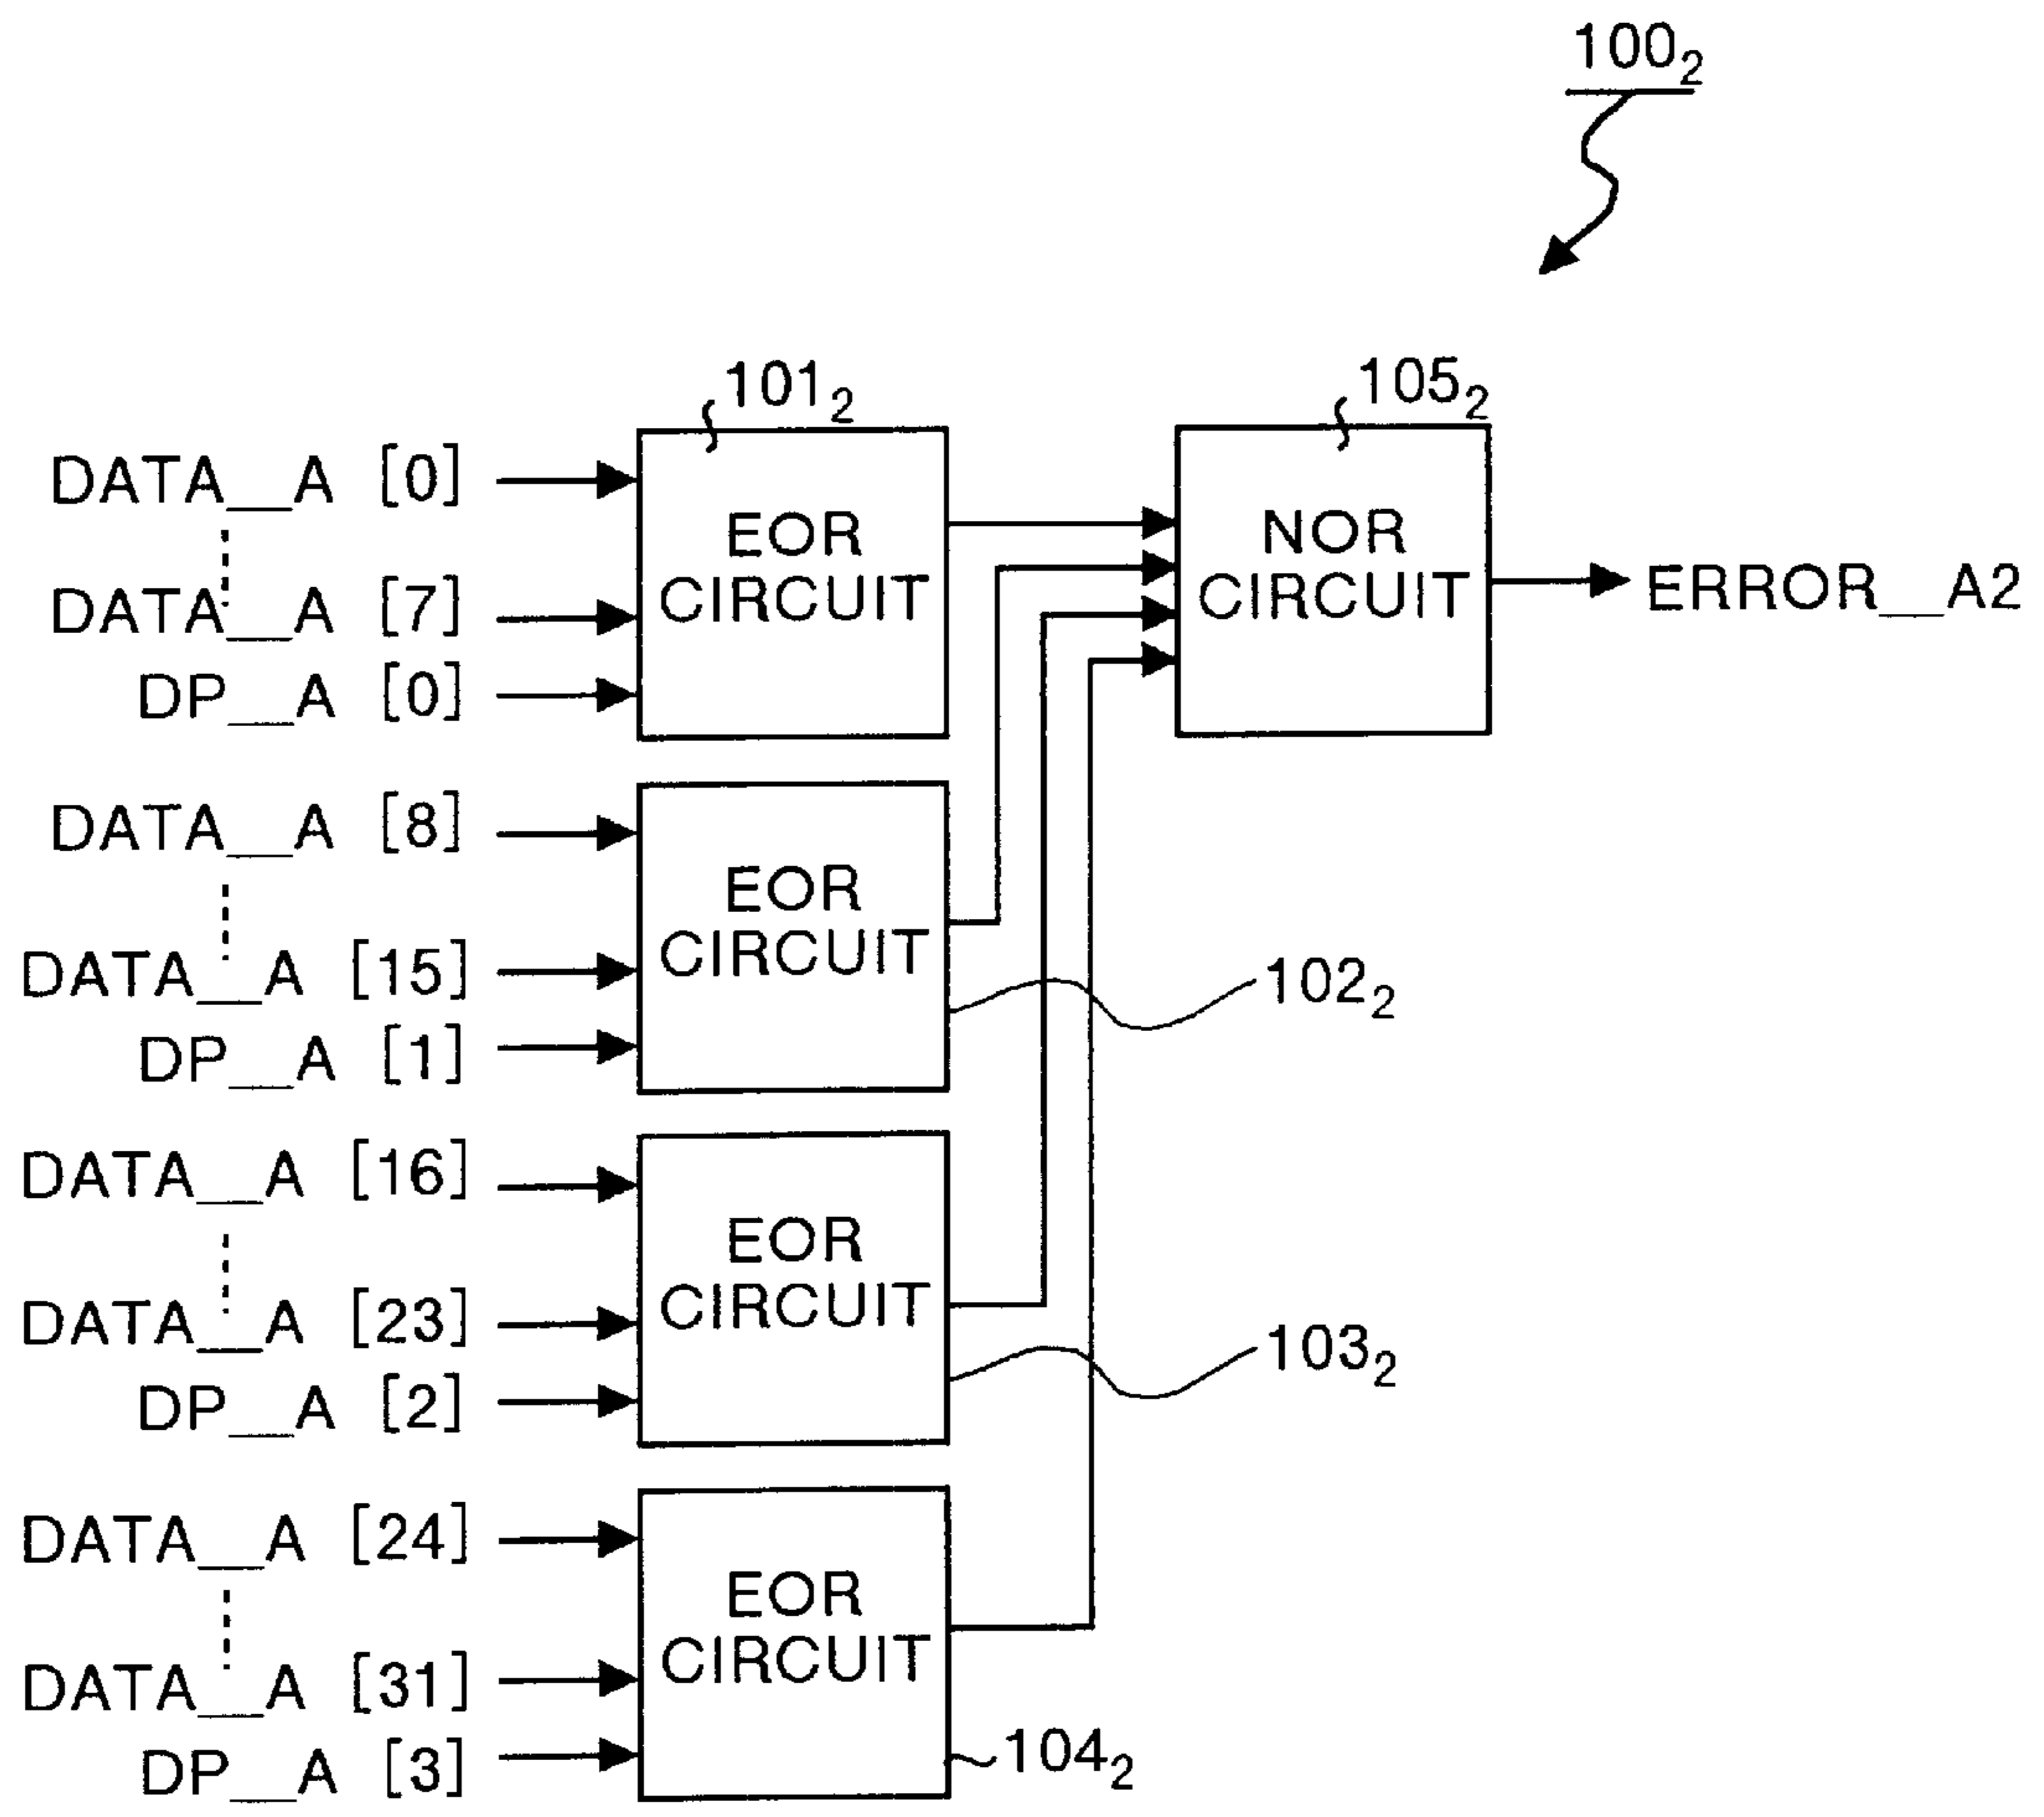 100₂
101₂
105₂
DATA__A [0]
DATA__A [7]
DP__A [0]
EOR
CIRCUIT
NOR
CIRCUIT
ERROR__A2
DATA__A [8]
DATA__A [15]
DP__A [1]
EOR
CIRCUIT
102₂
DATA__A [16]
DATA__A [23]
DP__A [2]
EOR
CIRCUIT
103₂
DATA__A [24]
DATA__A [31]
DP__A [3]
EOR
CIRCUIT
104₂